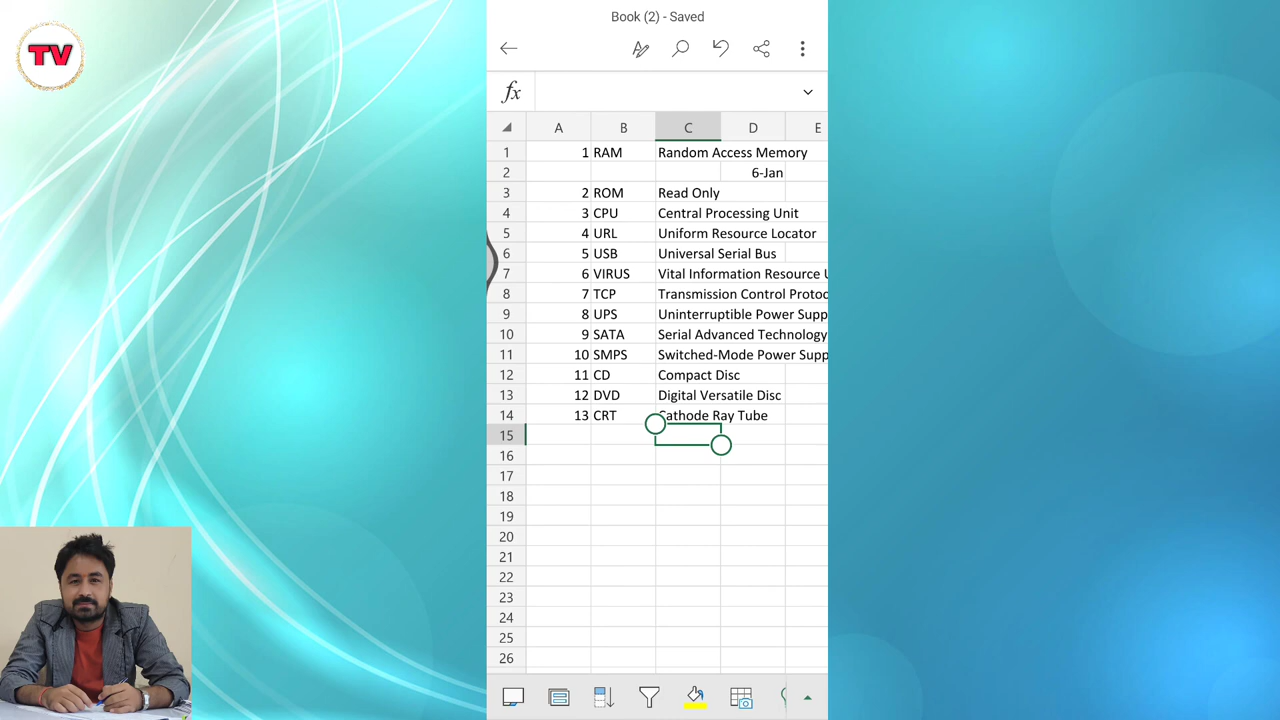 TV
Book (2) - Saved
fx
A B C D E
1 1 RAM Random Access Memory
2 6-Jan
3 2 ROM Read Only
4 3 CPU Central Processing Unit
5 4 URL Uniform Resource Locator
6 5 USB Universal Serial Bus
7 6 VIRUS Vital Information Resource
8 7 TCP Transmission Control Protoc
9 8 UPS Uninterruptible Power Supp
10 9 SATA Serial Advanced Technology
11 10 SMPS Switched-Mode Power Supp
12 11 CD Compact Disc
13 12 DVD Digital Versatile Disc
14 13 CRT Cathode Ray Tube
15
16
17
18
19
20
21
22
23
24
25
26